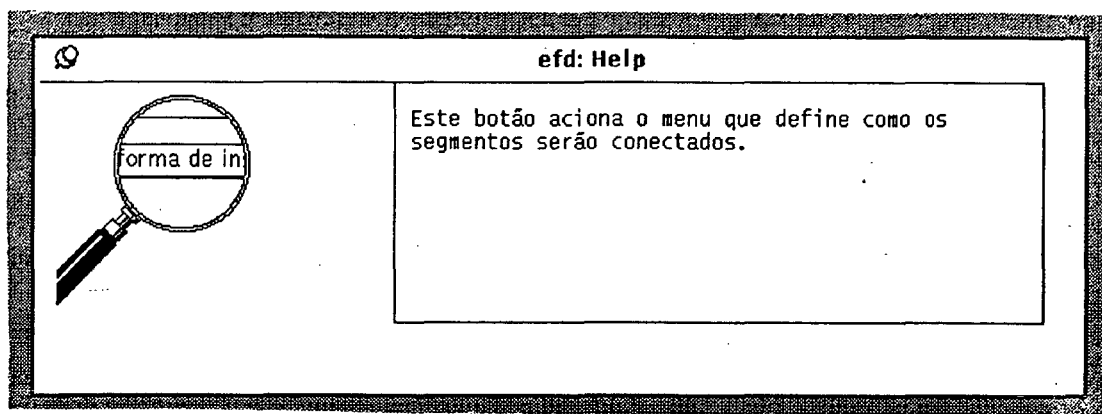 efd: Help
forma de in
Este botão aciona o menu que define como os
segmentos serão conectados.